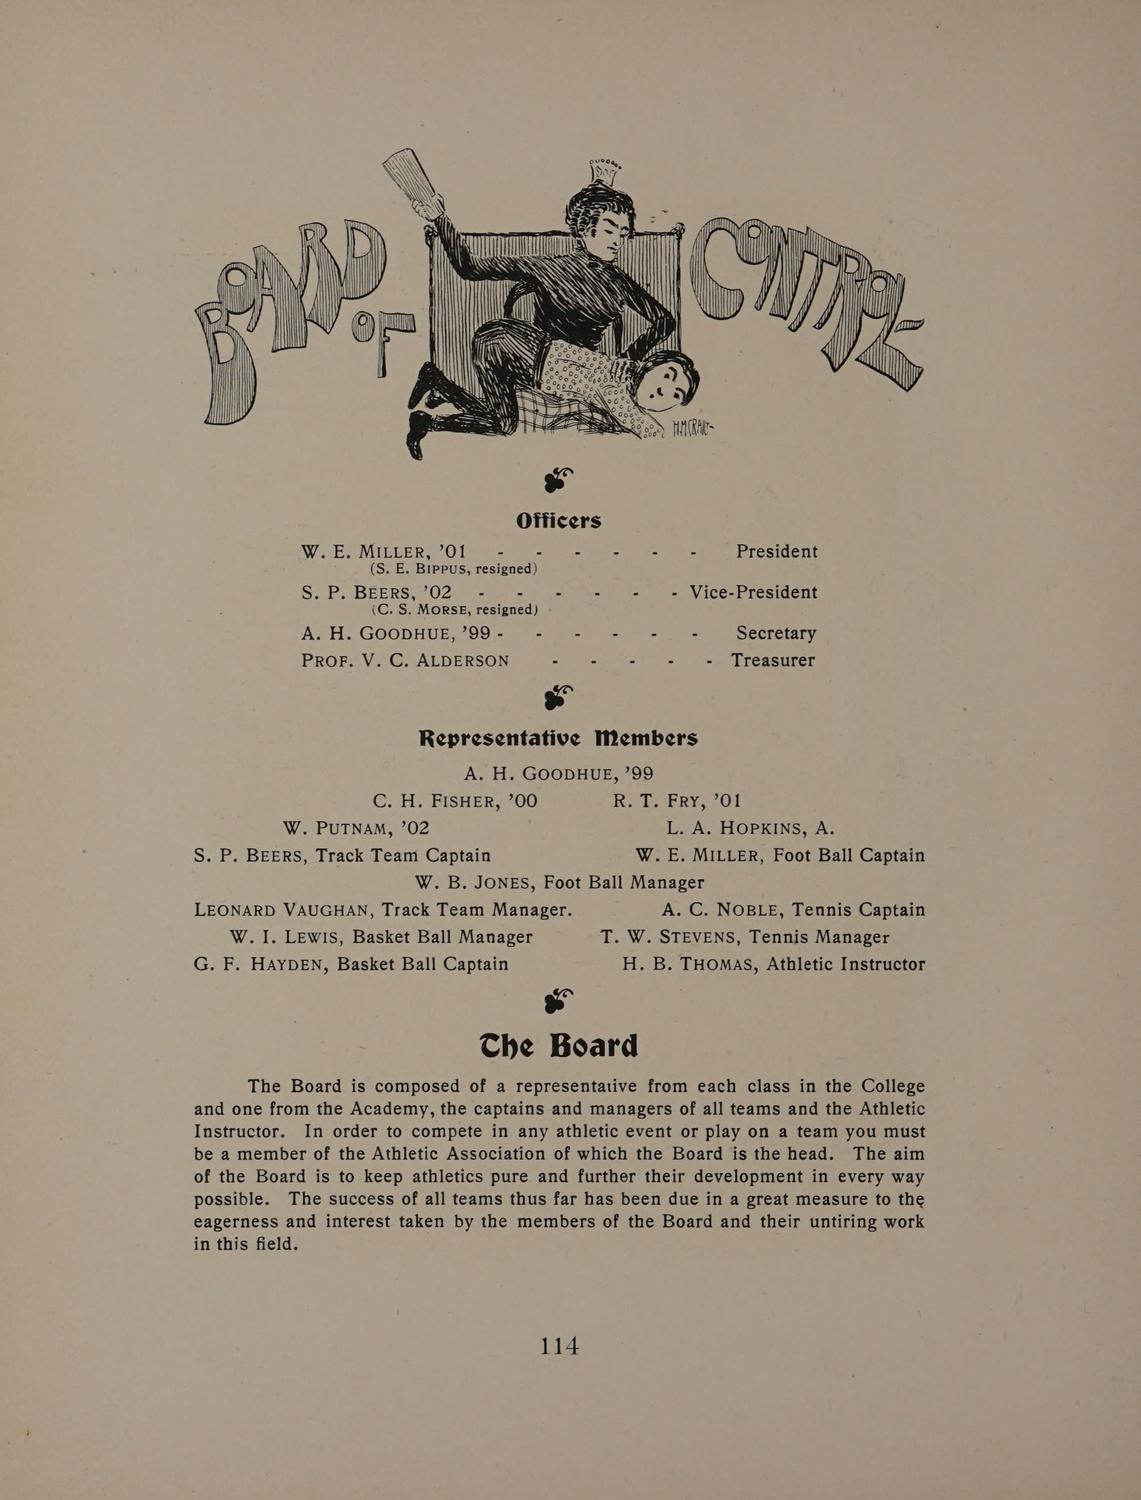 BOARD OF CONTROL
H.M.CRANE
Officers
W. E. MILLER, ’01 - - - - - - President
(S. E. BIPPUS, resigned)
S. P. BEERS, ’02 - - - - - - Vice-President
(C. S. MORSE, resigned)
A. H. GOODHUE, ’99 - - - - - - Secretary
PROF. V. C. ALDERSON - - - - - Treasurer
Representative Members
A. H. GOODHUE, ’99
C. H. FISHER, ’00 R. T. FRY, ’01
W. PUTNAM, ’02 L. A. HOPKINS, A.
S. P. BEERS, Track Team Captain W. E. MILLER, Foot Ball Captain
W. B. JONES, Foot Ball Manager
LEONARD VAUGHAN, Track Team Manager. A. C. NOBLE, Tennis Captain
W. I. LEWIS, Basket Ball Manager T. W. STEVENS, Tennis Manager
G. F. HAYDEN, Basket Ball Captain H. B. THOMAS, Athletic Instructor
The Board
The Board is composed of a representative from each class in the College
and one from the Academy, the captains and managers of all teams and the Athletic
Instructor. In order to compete in any athletic event or play on a team you must
be a member of the Athletic Association of which the Board is the head. The aim
of the Board is to keep athletics pure and further their development in every way
possible. The success of all teams thus far has been due in a great measure to the
eagerness and interest taken by the members of the Board and their untiring work
in this field.
114